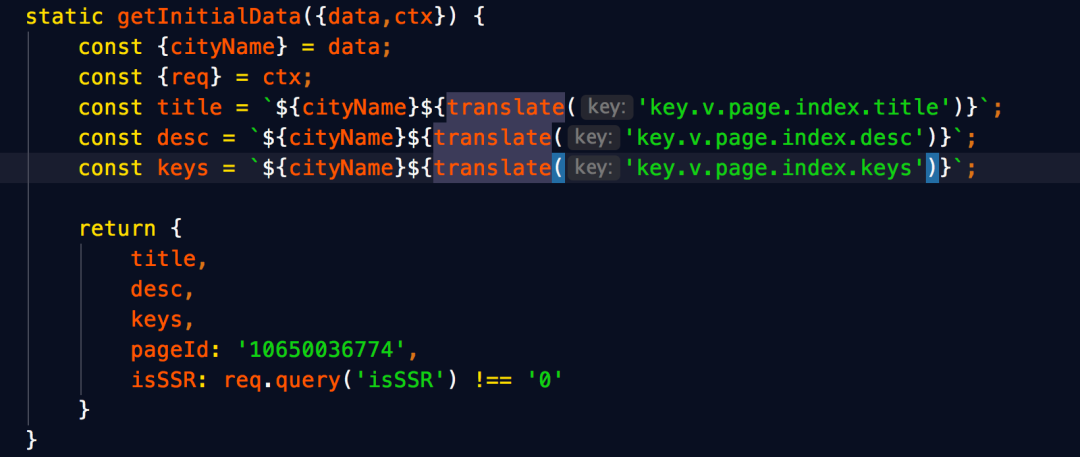 static getInitialData({data,ctx}) {
    const {cityName} = data;
    const {req} = ctx;
    const title = `${cityName}${translate( key: 'key.v.page.index.title')}`;
    const desc = `${cityName}${translate( key: 'key.v.page.index.desc')}`;
    const keys = `${cityName}${translate( key: 'key.v.page.index.keys')}`;
    return {
        title,
        desc,
        keys,
        pageId: '10650036774',
        isSSR: req.query('isSSR') !== '0'
    }
}